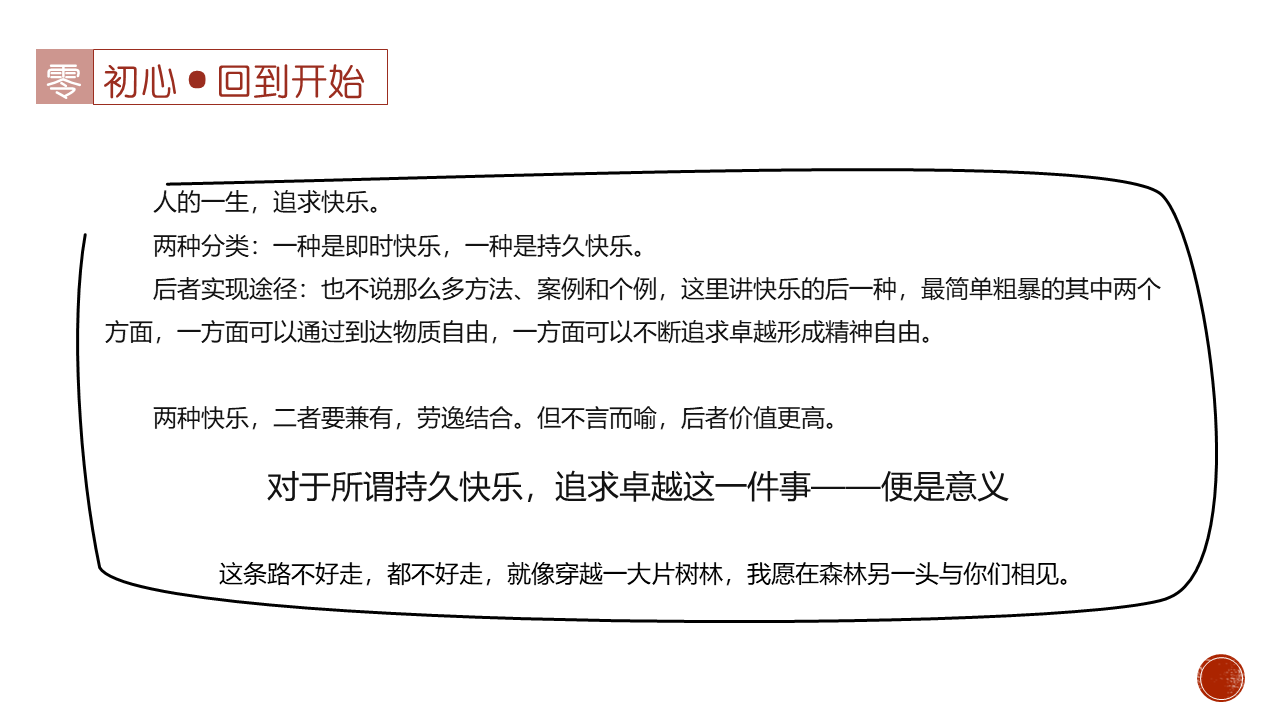 零 初心●回到开始
人的一生，追求快乐。
两种分类：一种是即时快乐，一种是持久快乐。
后者实现途径：也不说那么多方法、案例和个例，这里讲快乐的后一种，最简单粗暴的其中两个
方面，一方面可以通过到达物质自由，一方面可以不断追求卓越形成精神自由。
两种快乐，二者要兼有，劳逸结合。但不言而喻，后者价值更高。
对于所谓持久快乐，追求卓越这一件事——便是意义
这条路不好走，都不好走，就像穿越一大片树林，我愿在森林另一头与你们相见。